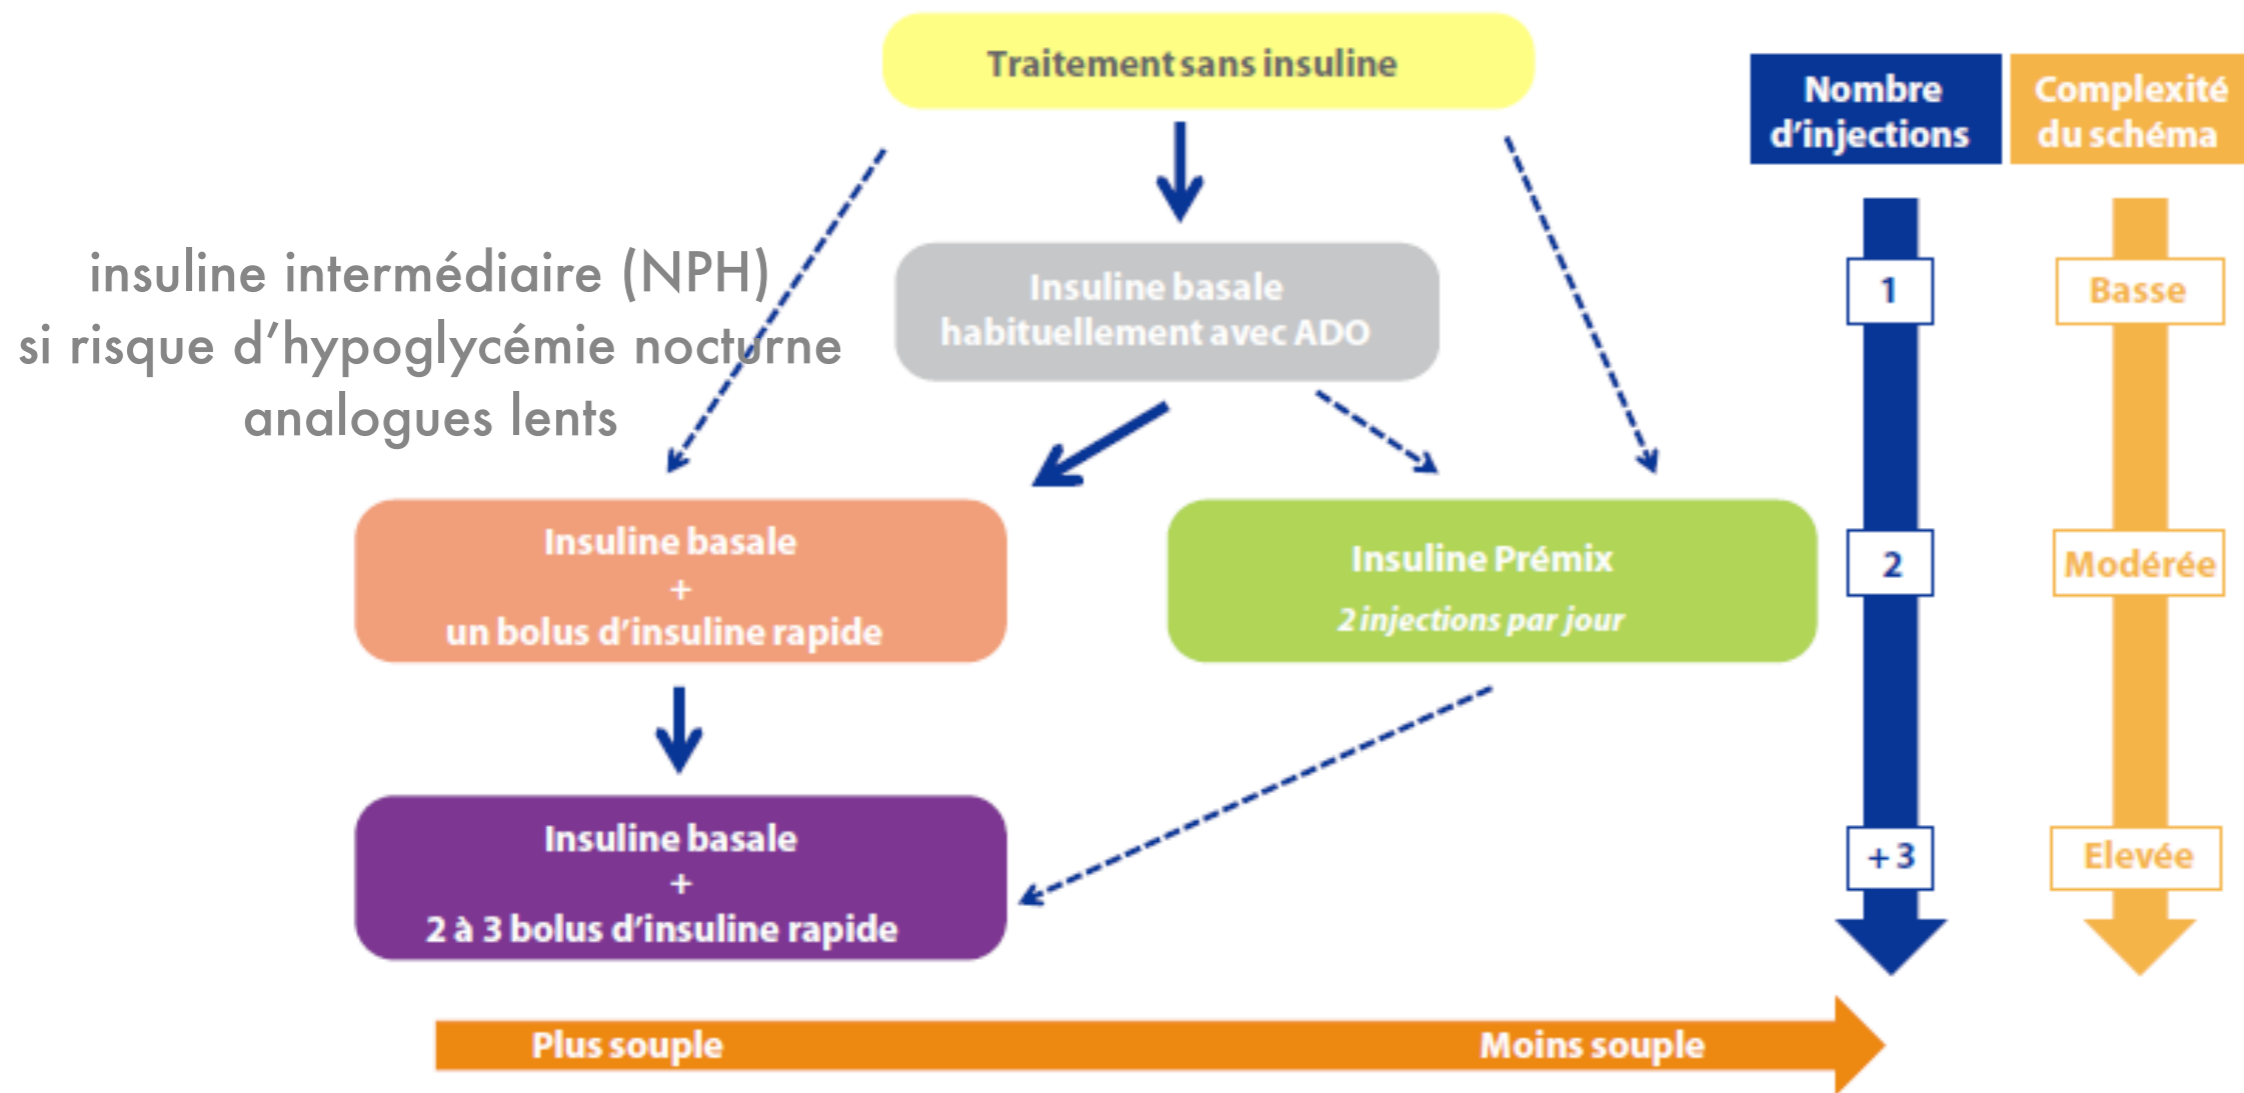 Traitement sans insuline
Nombre
d'injections
Complexité
du schéma
insuline intermédiaire (NPH)
si risque d'hypoglycémie nocturne
analogues lents
Insuline basale
habituellement avec ADO
1
Basse
Insuline basale
+
un bolus d'insuline rapide
Insuline Prémix
2 injections par jour
2
Modérée
Insuline basale
+
2 à 3 bolus d'insuline rapide
+ 3
Elevée
Plus souple
Moins souple